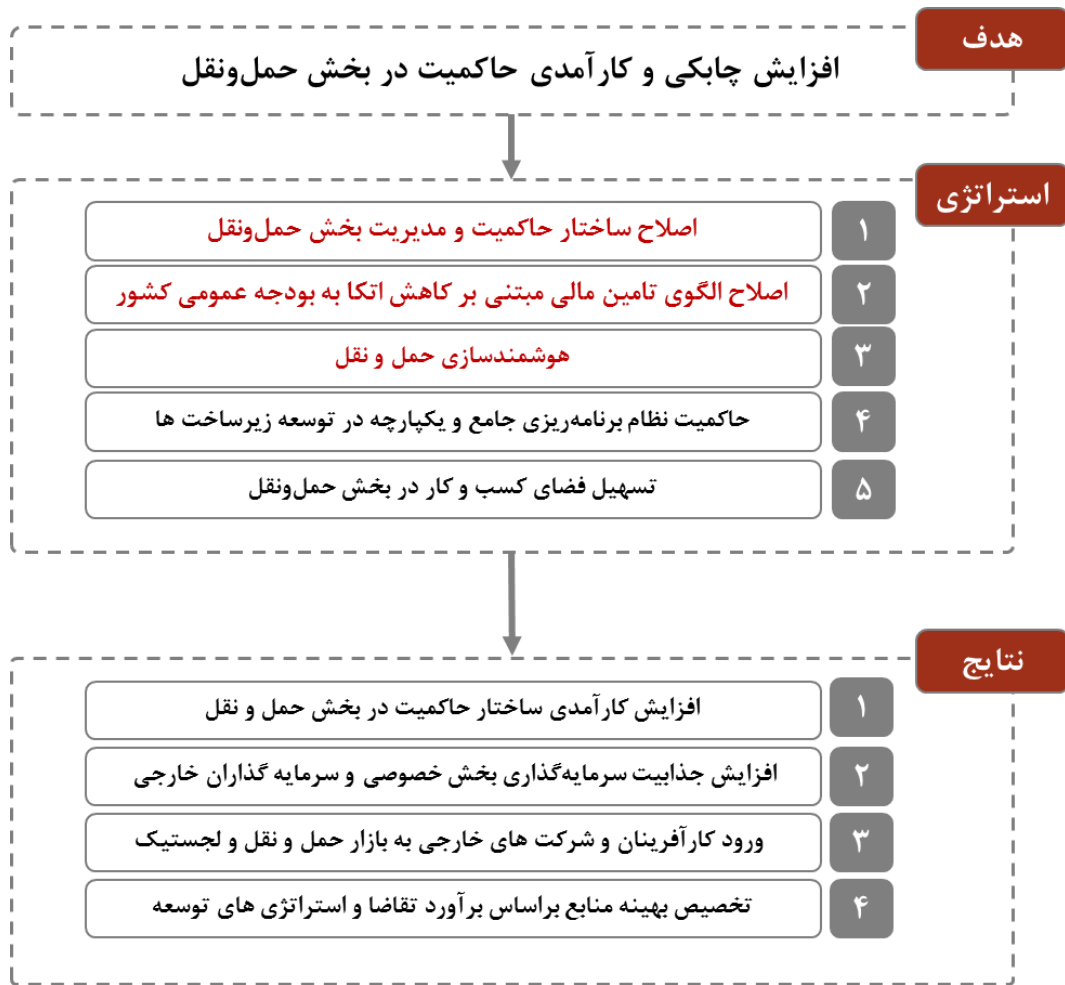 هدف
افزایش چابکی و کارآمدی حاکمیت در بخش حمل‌ونقل
استراتژی
۱ اصلاح ساختار حاکمیت و مدیریت بخش حمل‌ونقل
۲ اصلاح الگوی تامین مالی مبتنی بر کاهش اتکا به بودجه عمومی کشور
۳ هوشمندسازی حمل و نقل
۴ حاکمیت نظام برنامه‌ریزی جامع و یکپارچه در توسعه زیرساخت ها
۵ تسهیل فضای کسب و کار در بخش حمل‌ونقل
نتایج
۱ افزایش کارآمدی ساختار حاکمیت در بخش حمل و نقل
۲ افزایش جذابیت سرمایه‌گذاری بخش خصوصی و سرمایه گذاران خارجی
۳ ورود کارآفرینان و شرکت های خارجی به بازار حمل و نقل و لجستیک
۴ تخصیص بهینه منابع براساس برآورد تقاضا و استراتژی های توسعه